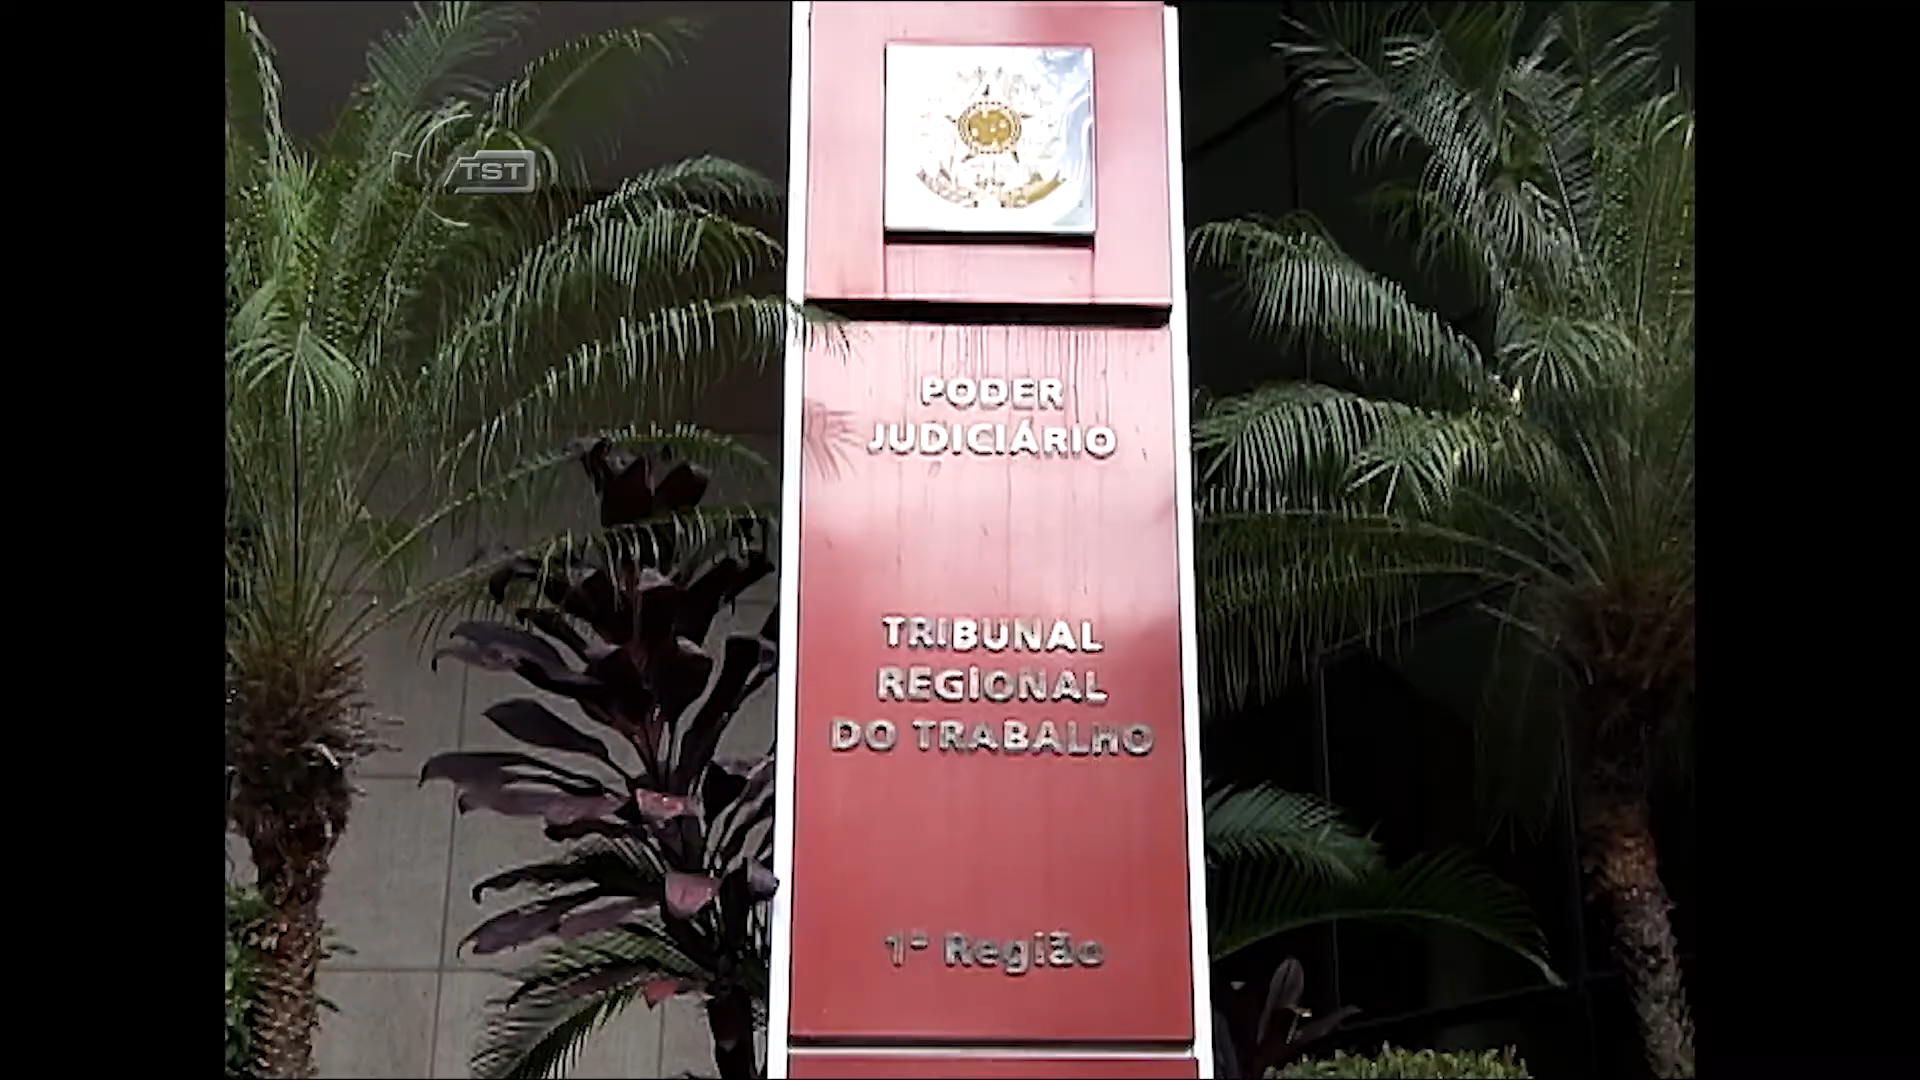 TST
PODER
JUDICIÁRIO
TRIBUNAL
REGIONAL
DO TRABALHO
1ª Região